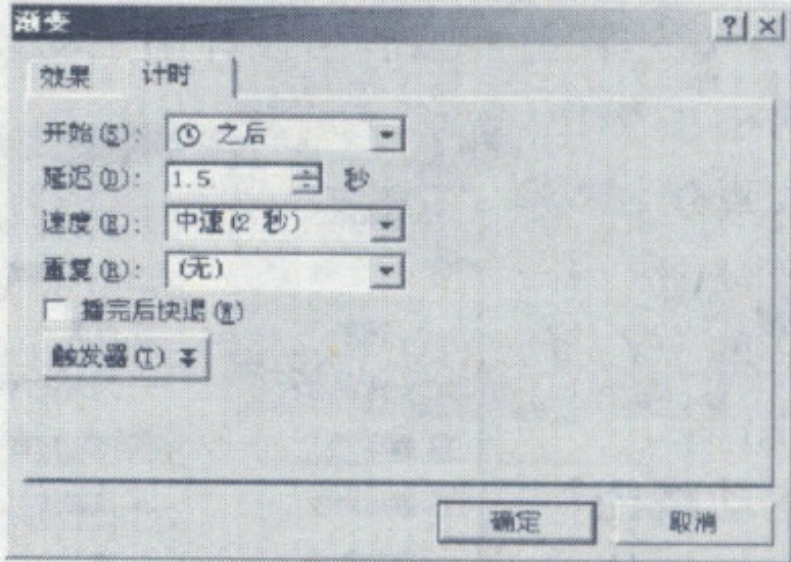 渐变
效果 计时
开始(S): 之后
延迟(D): 1.5 秒
速度(E): 中速(2 秒)
重复(R): (无)
播完后快退(W)
触发器(T)
确定 取消